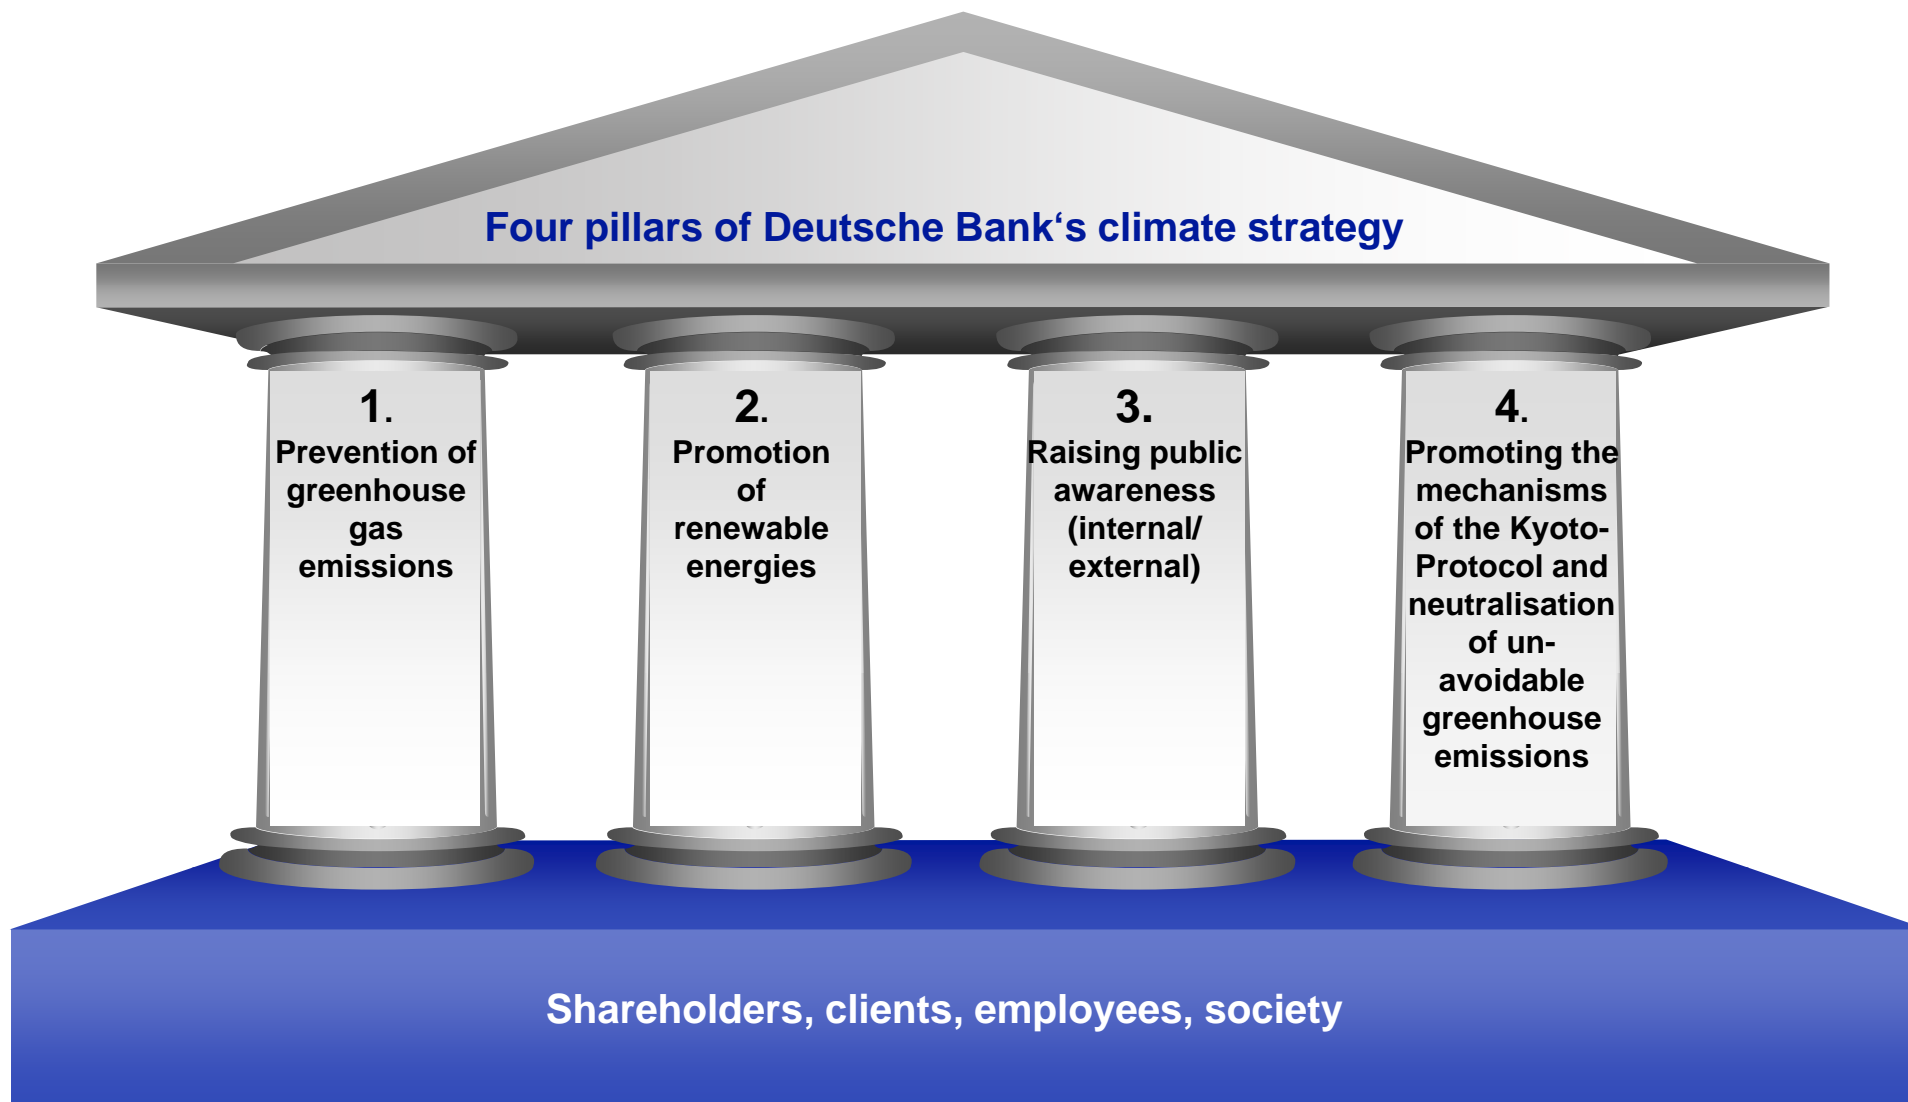 Four pillars of Deutsche Bank‘s climate strategy
1.
Prevention of
greenhouse
gas
emissions
2.
Promotion
of
renewable
energies
3.
Raising public
awareness
(internal/
external)
4.
Promoting the
mechanisms
of the Kyoto-
Protocol and
neutralisation
of un-
avoidable
greenhouse
emissions
Shareholders, clients, employees, society